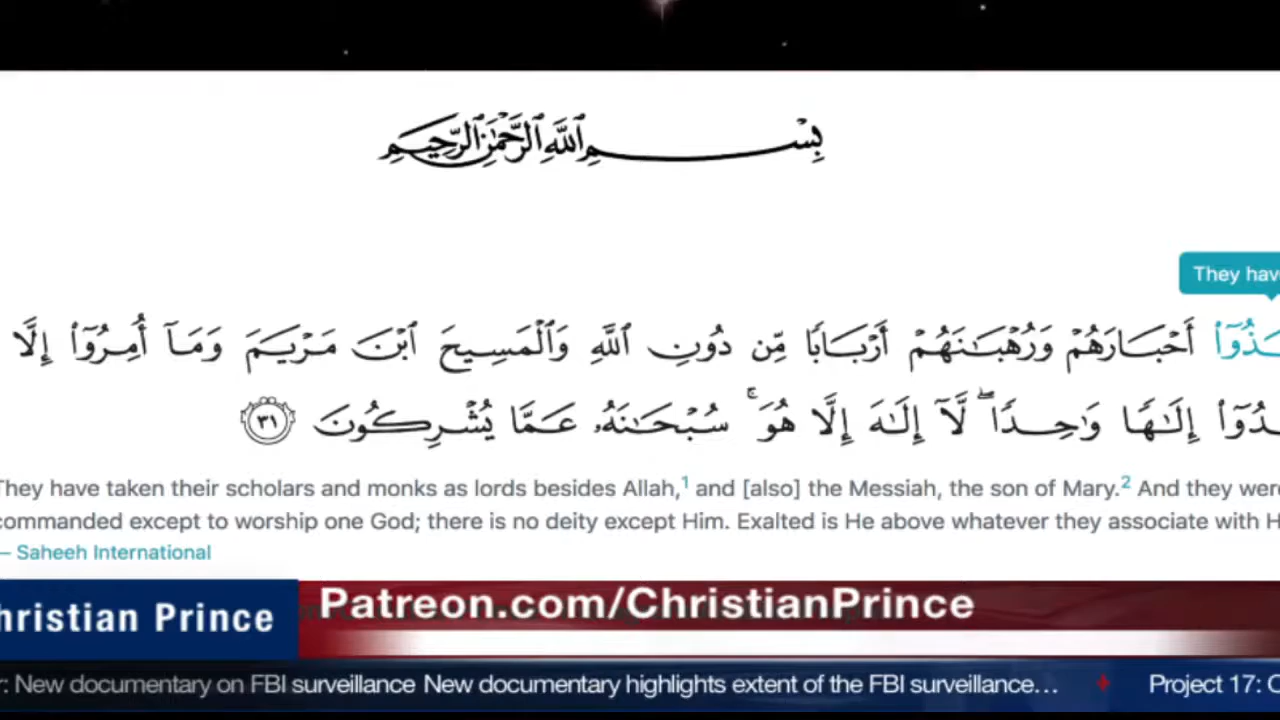 بِسْمِ ٱللَّهِ ٱلرَّحْمَٰنِ ٱلرَّحِيمِ
They have
أَحْبَارَهُمْ وَرُهْبَـٰنَهُمْ أَرْبَابًا مِّن دُونِ ٱللَّهِ وَٱلْمَسِيحَ ٱبْنَ مَرْيَمَ وَمَآ أُمِرُوٓا۟ إِلَّا
إِلَـٰهًا وَٰحِدًا ۖ لَّآ إِلَـٰهَ إِلَّا هُوَ ۚ سُبْحَـٰنَهُۥ عَمَّا يُشْرِكُونَ ٣١
They have taken their scholars and monks as lords besides Allah,1 and [also] the Messiah, the son of Mary.2 And they were
commanded except to worship one God; there is no deity except Him. Exalted is He above whatever they associate with H
— Saheeh International
Patreon.com/ChristianPrince
hristian Prince
r: New documentary on FBI surveillance New documentary highlights extent of the FBI surveillance... Project 17: C